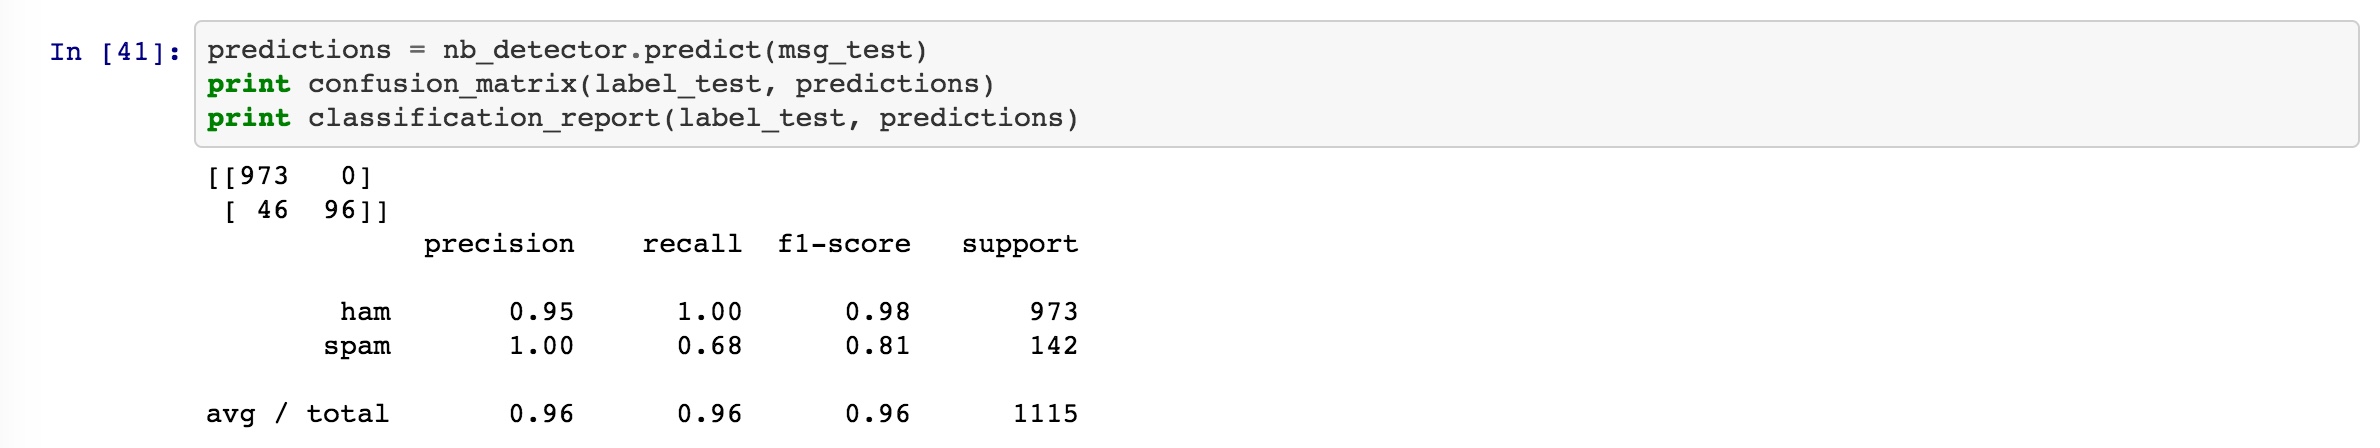 In [41]: predictions = nb_detector.predict(msg_test)
print confusion_matrix(label_test, predictions)
print classification_report(label_test, predictions)
[[973   0]
 [ 46  96]]
             precision    recall  f1-score   support

        ham       0.95      1.00      0.98       973
       spam       1.00      0.68      0.81       142

avg / total       0.96      0.96      0.96      1115